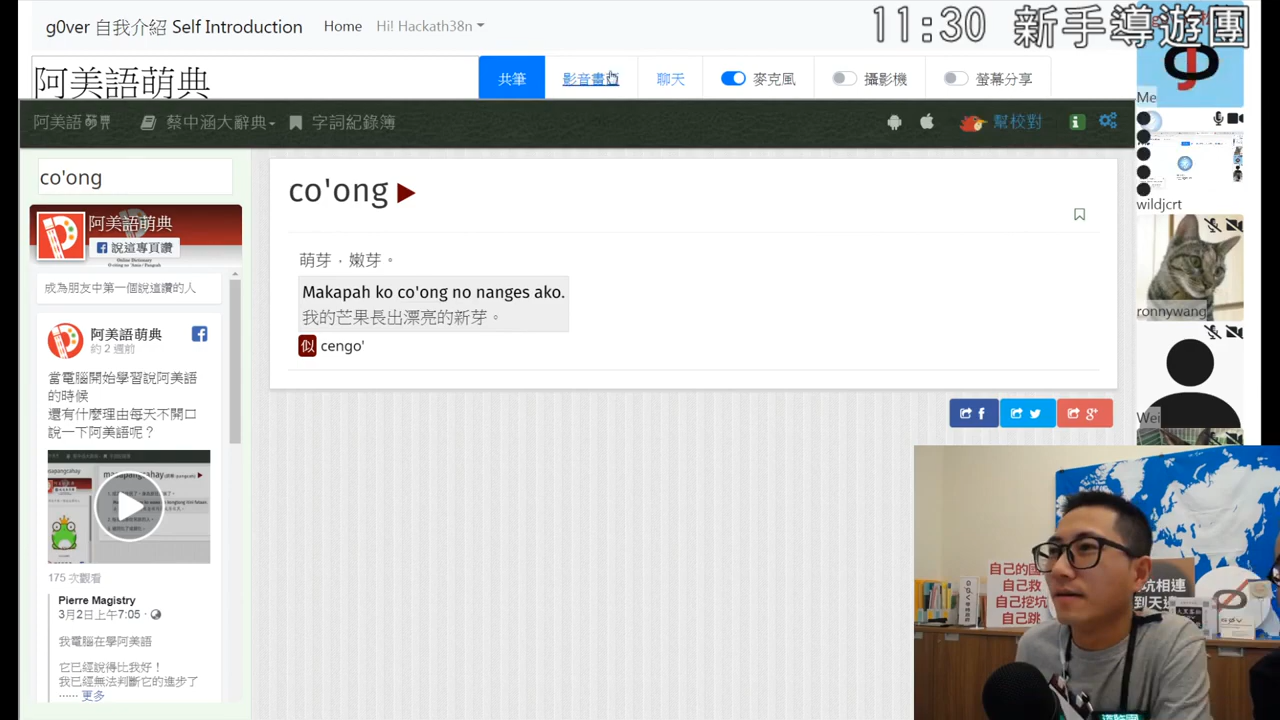 g0ver 自我介紹 Self Introduction
Home
Hi! Hackath38n
11:30 新手導遊團
阿美語萌典
共筆
影音畫面
聊天
麥克風
攝影機
螢幕分享
Me
阿美語萌典
蔡中涵大辭典
字詞紀錄簿
幫校對
co'ong
阿美語萌典
說這專頁讚
成為朋友中第一個說這讚的人
阿美語萌典
約 2 週前
當電腦開始學習說阿美語的時候
還有什麼理由每天不開口說一下阿美語呢？
175 次觀看
Pierre Magistry
3月2日上午7:05
我電腦在學阿美語
它已經說得比我好！
我已經無法判斷它的進步了
...... 更多
co'ong
萌芽，嫩芽。
Makapah ko co'ong no nanges ako.
我的芒果長出漂亮的新芽。
似 cengo'
wildjcrt
ronnywang
Wei
自己的國
自己救
自己挖坑
自己跳
坑相連
到天邊